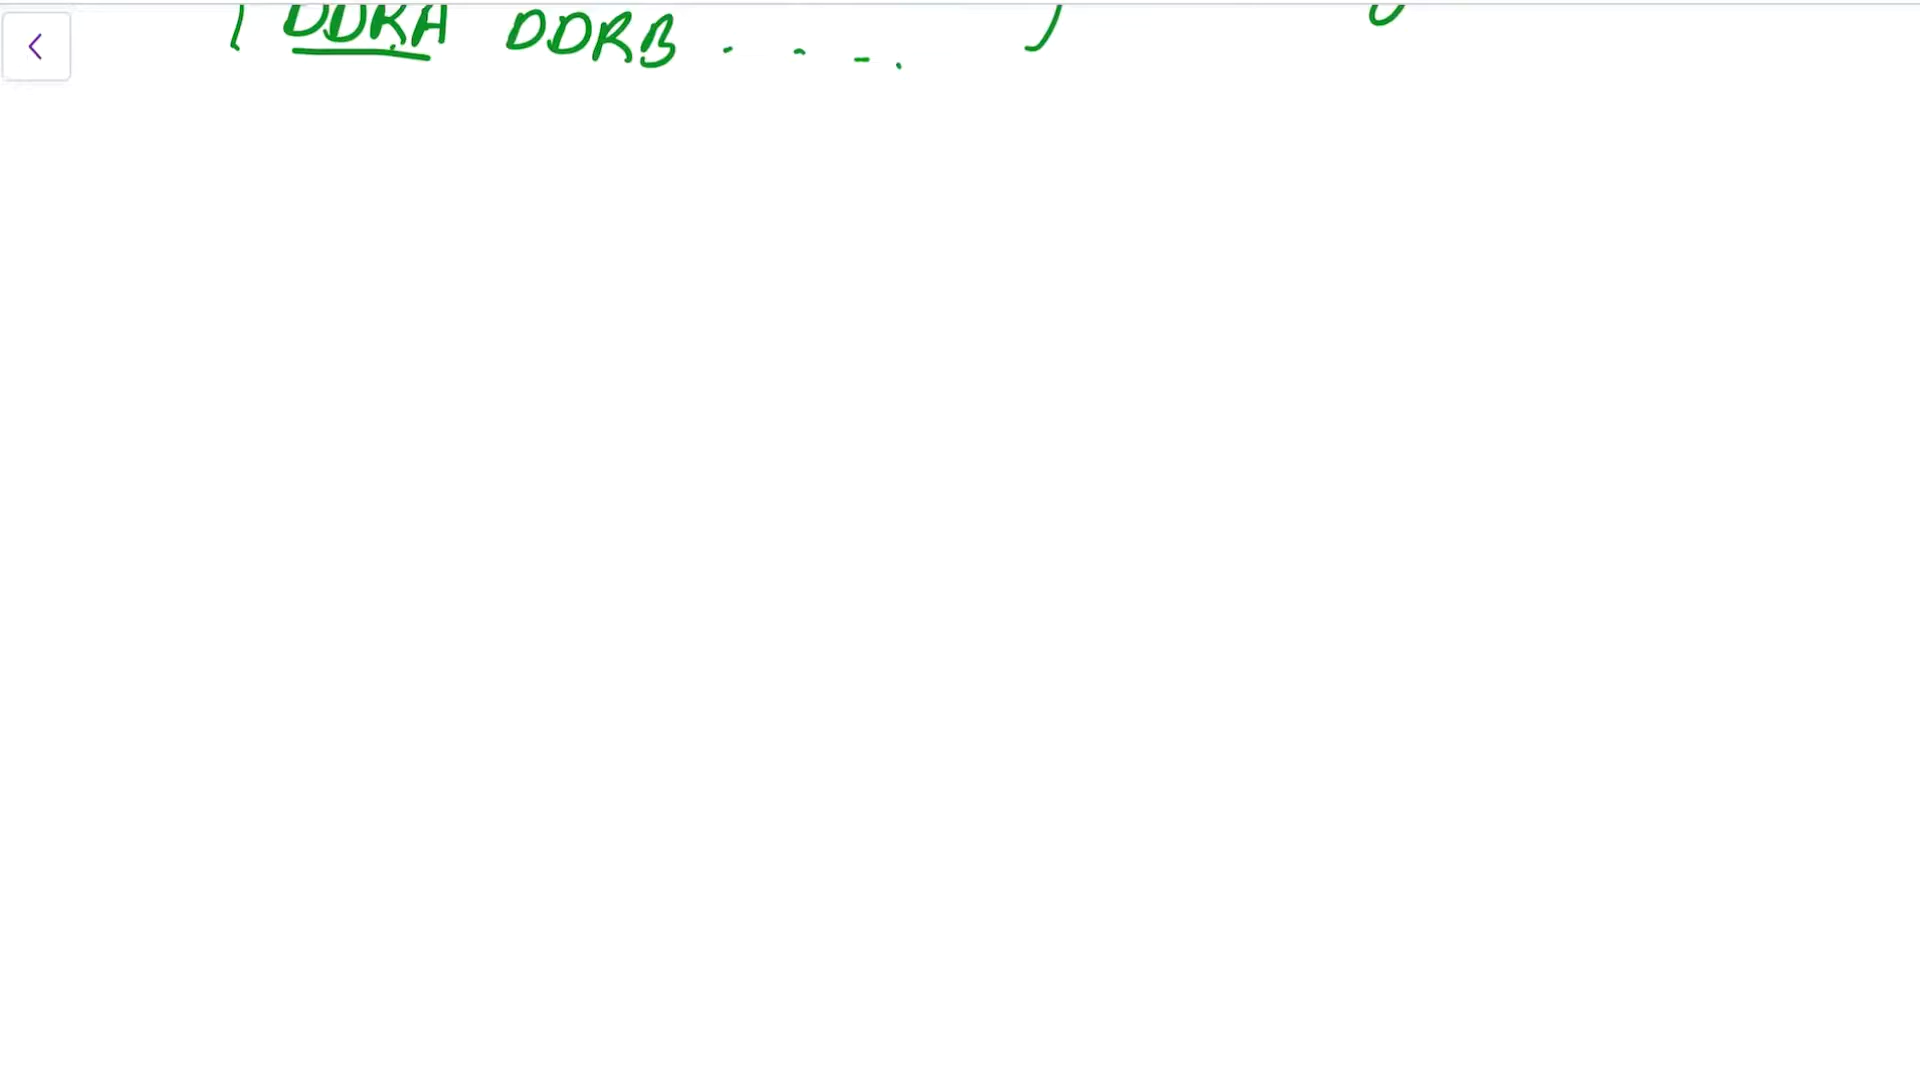 ( DDRA DDRB . . - . )